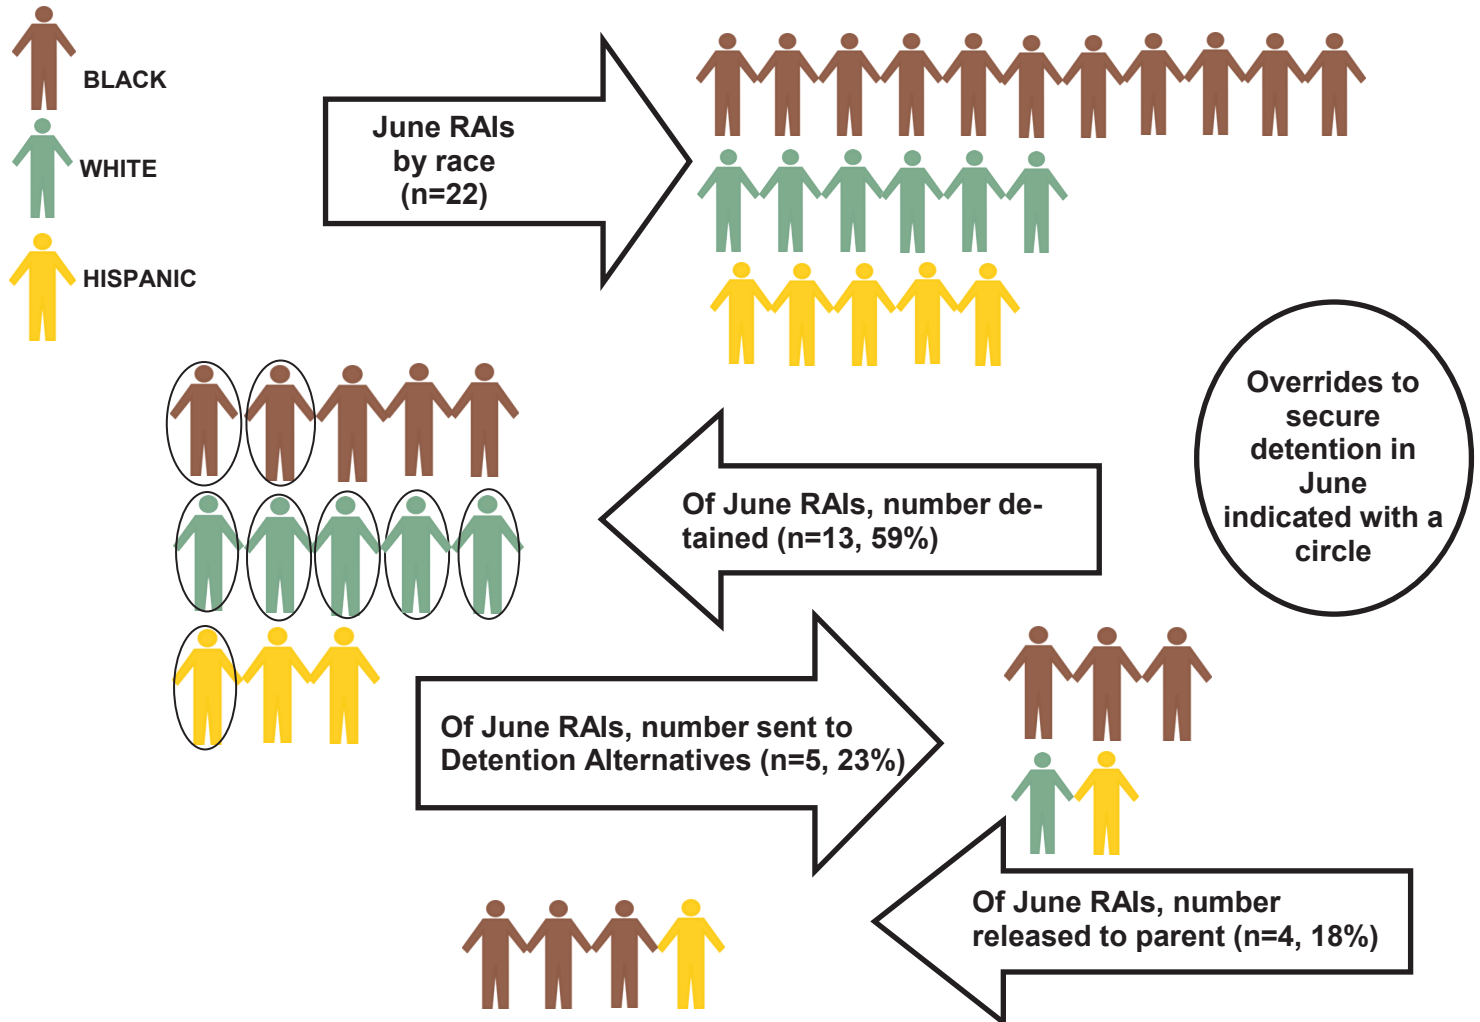 BLACK
WHITE
HISPANIC
June RAIs
by race
(n=22)
Overrides to
secure
detention in
June
indicated with a
circle
Of June RAIs, number de-
tained (n=13, 59%)
Of June RAIs, number sent to
Detention Alternatives (n=5, 23%)
Of June RAIs, number
released to parent (n=4, 18%)